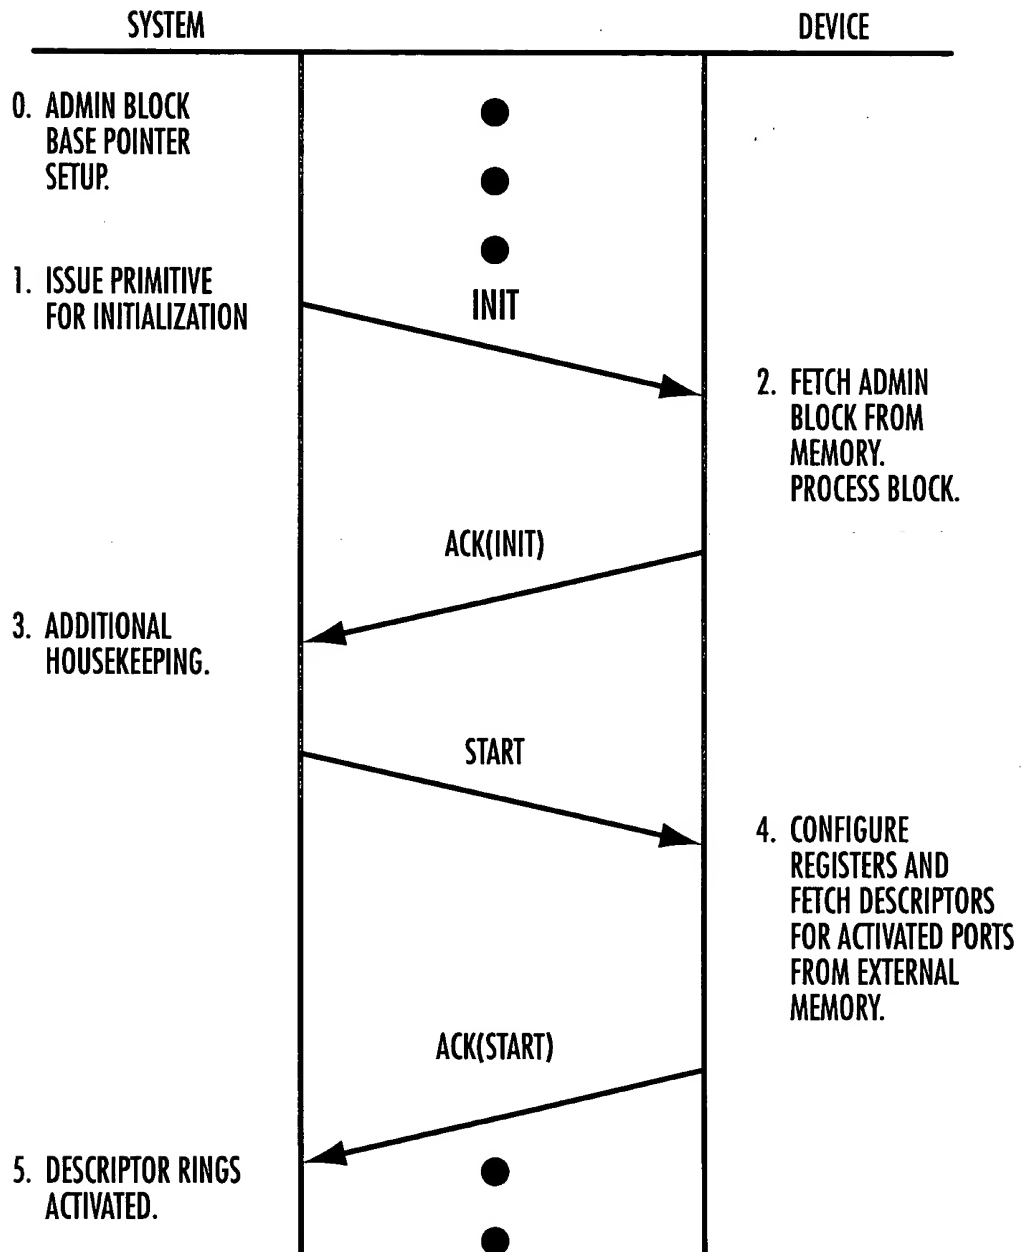 SYSTEM
DEVICE
0. ADMIN BLOCK
BASE POINTER
SETUP.
1. ISSUE PRIMITIVE
FOR INITIALIZATION
INIT
2. FETCH ADMIN
BLOCK FROM
MEMORY.
PROCESS BLOCK.
ACK(INIT)
3. ADDITIONAL
HOUSEKEEPING.
START
4. CONFIGURE
REGISTERS AND
FETCH DESCRIPTORS
FOR ACTIVATED PORTS
FROM EXTERNAL
MEMORY.
ACK(START)
5. DESCRIPTOR RINGS
ACTIVATED.